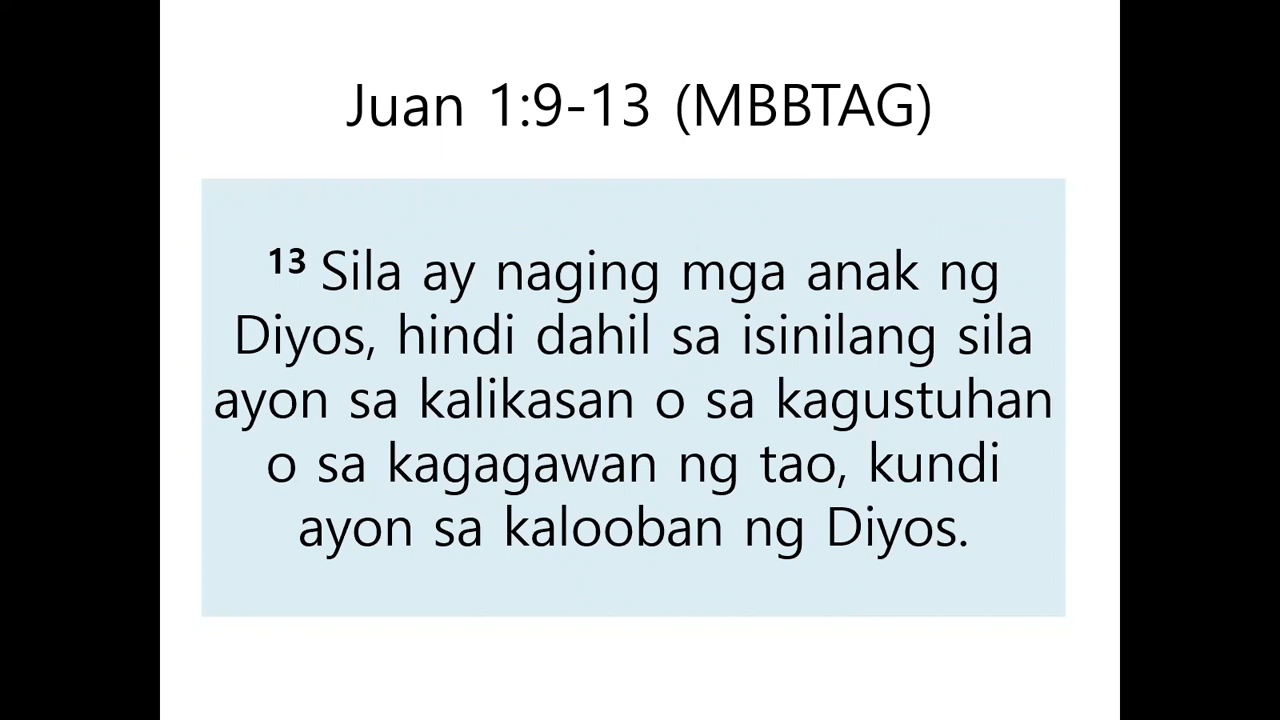 Juan 1:9-13 (MBBTAG)
13 Sila ay naging mga anak ng
Diyos, hindi dahil sa isinilang sila
ayon sa kalikasan o sa kagustuhan
o sa kagagawan ng tao, kundi
ayon sa kalooban ng Diyos.